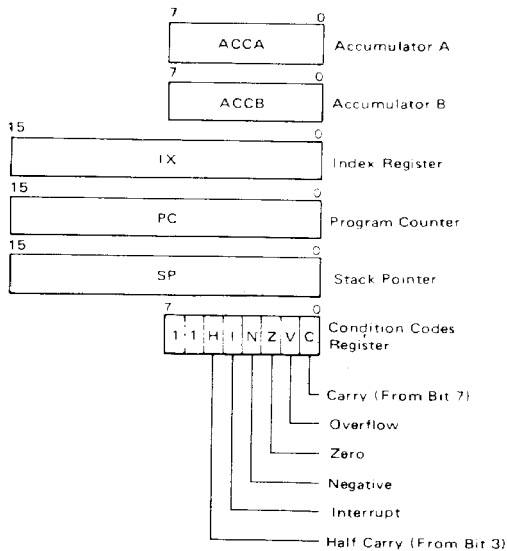 7 0
ACCA Accumulator A
7 0
ACCB Accumulator B
15 0
IX Index Register
15 0
PC Program Counter
15 0
SP Stack Pointer
7 0
1 1 H I N Z V C Condition Codes
Register
Carry (From Bit 7)
Overflow
Zero
Negative
Interrupt
Half Carry (From Bit 3)